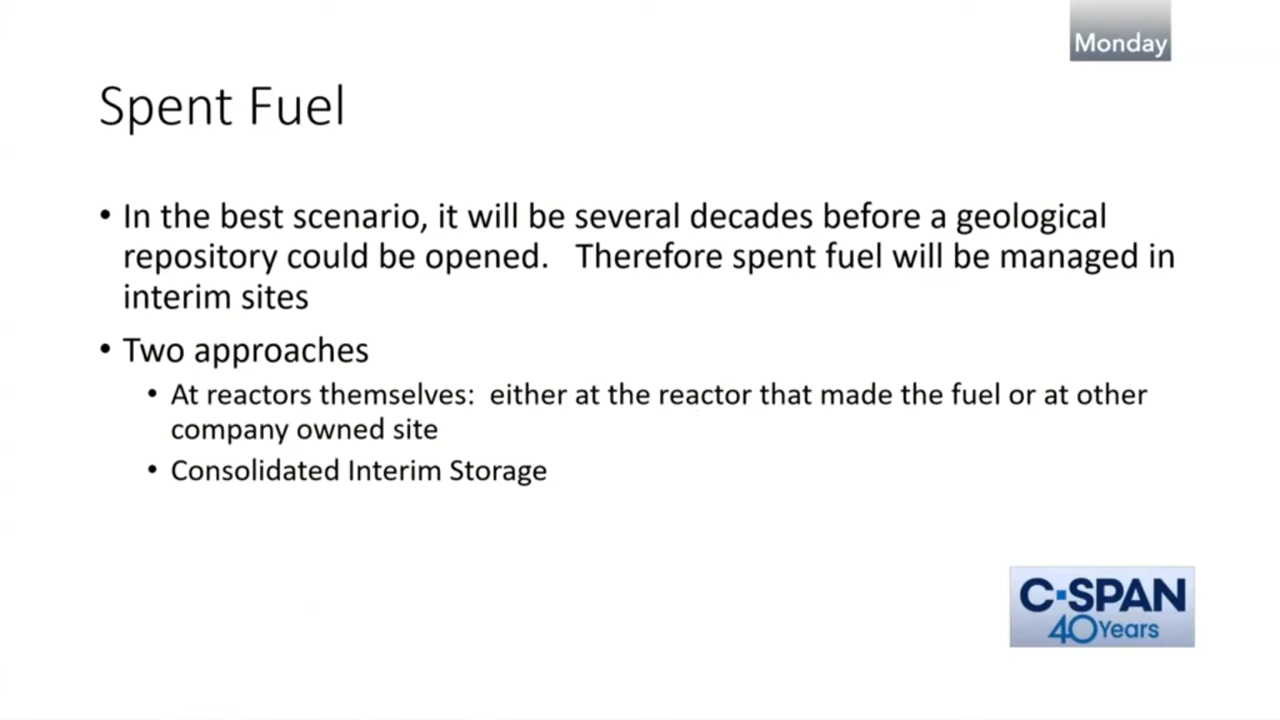 Monday
Spent Fuel
• In the best scenario, it will be several decades before a geological
repository could be opened.   Therefore spent fuel will be managed in
interim sites
• Two approaches
• At reactors themselves:  either at the reactor that made the fuel or at other
company owned site
• Consolidated Interim Storage
C-SPAN
40 Years